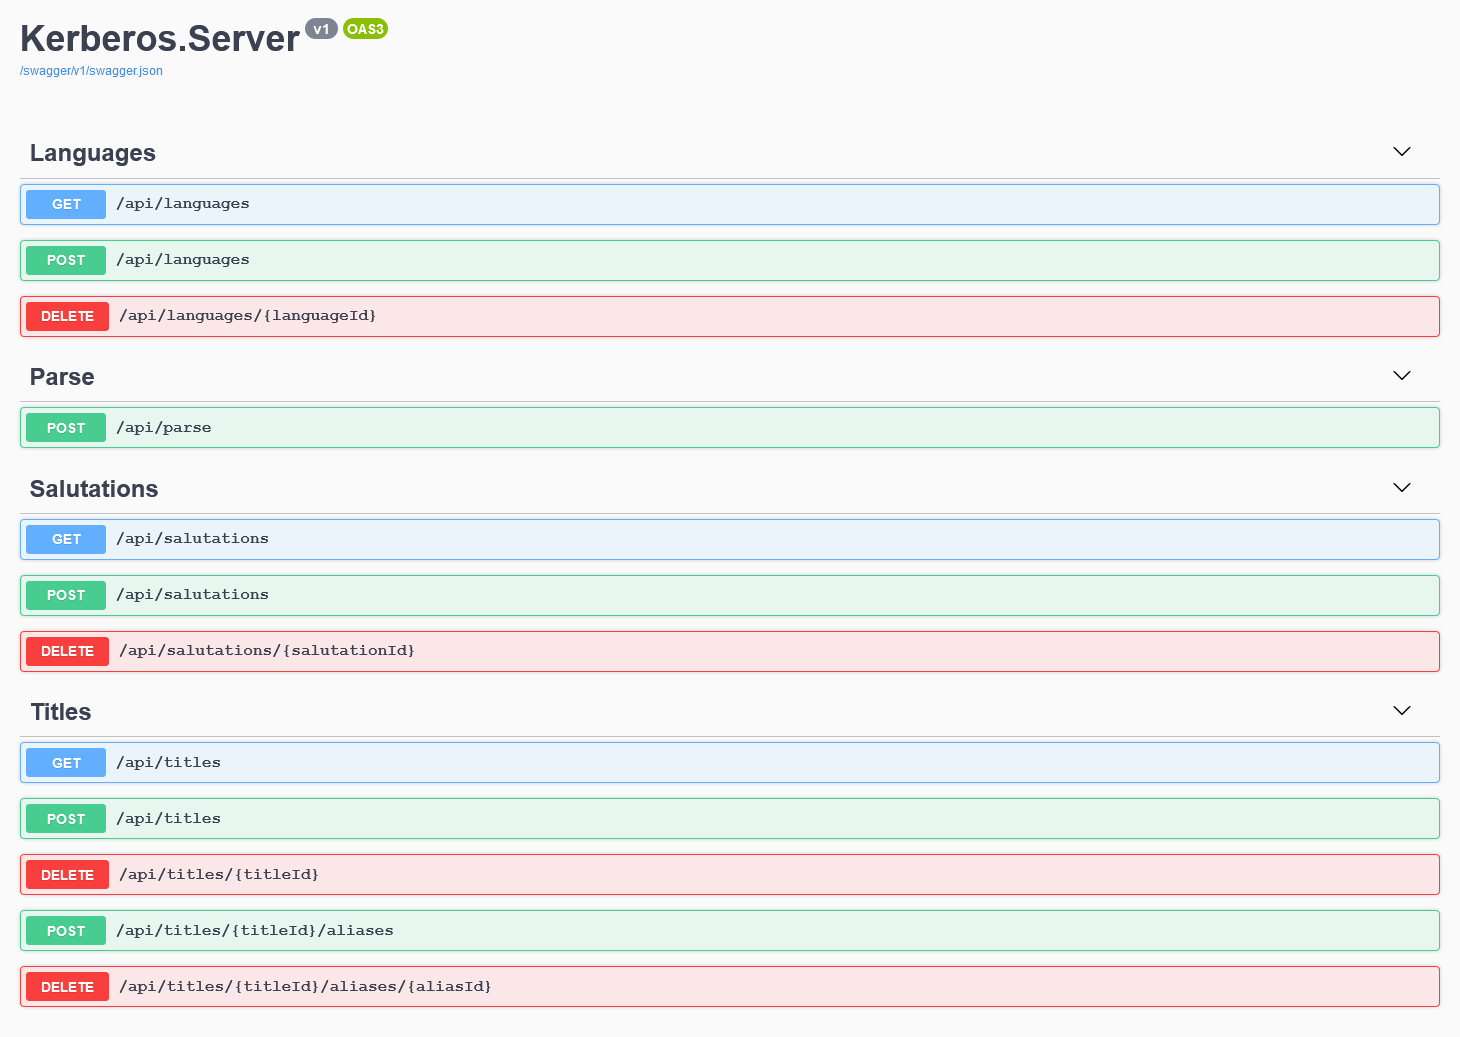 Kerberos.Server v1 OAS3
/swagger/v1/swagger.json
Languages
GET /api/languages
POST /api/languages
DELETE /api/languages/{languageId}
Parse
POST /api/parse
Salutations
GET /api/salutations
POST /api/salutations
DELETE /api/salutations/{salutationId}
Titles
GET /api/titles
POST /api/titles
DELETE /api/titles/{titleId}
POST /api/titles/{titleId}/aliases
DELETE /api/titles/{titleId}/aliases/{aliasId}